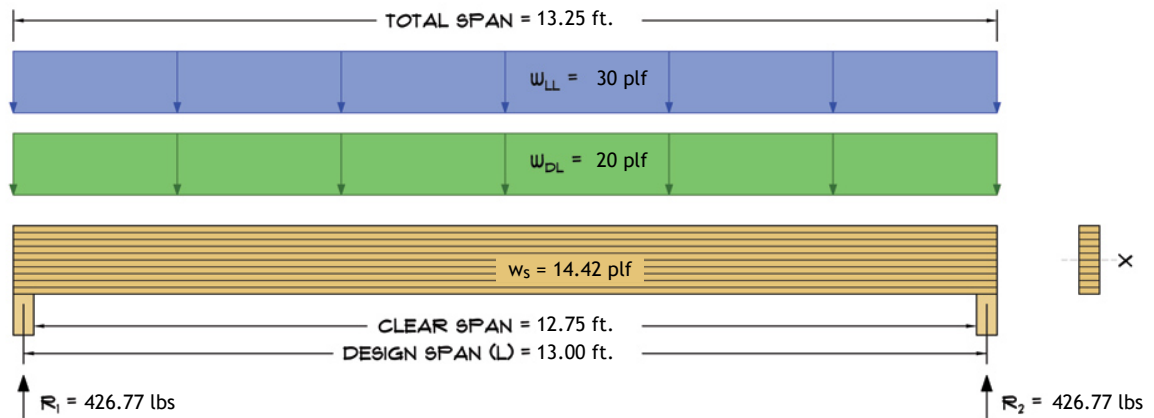 TOTAL SPAN = 13.25 ft.
wLL = 30 plf
wDL = 20 plf
ws = 14.42 plf
X
CLEAR SPAN = 12.75 ft.
DESIGN SPAN (L) = 13.00 ft.
R1 = 426.77 lbs
R2 = 426.77 lbs